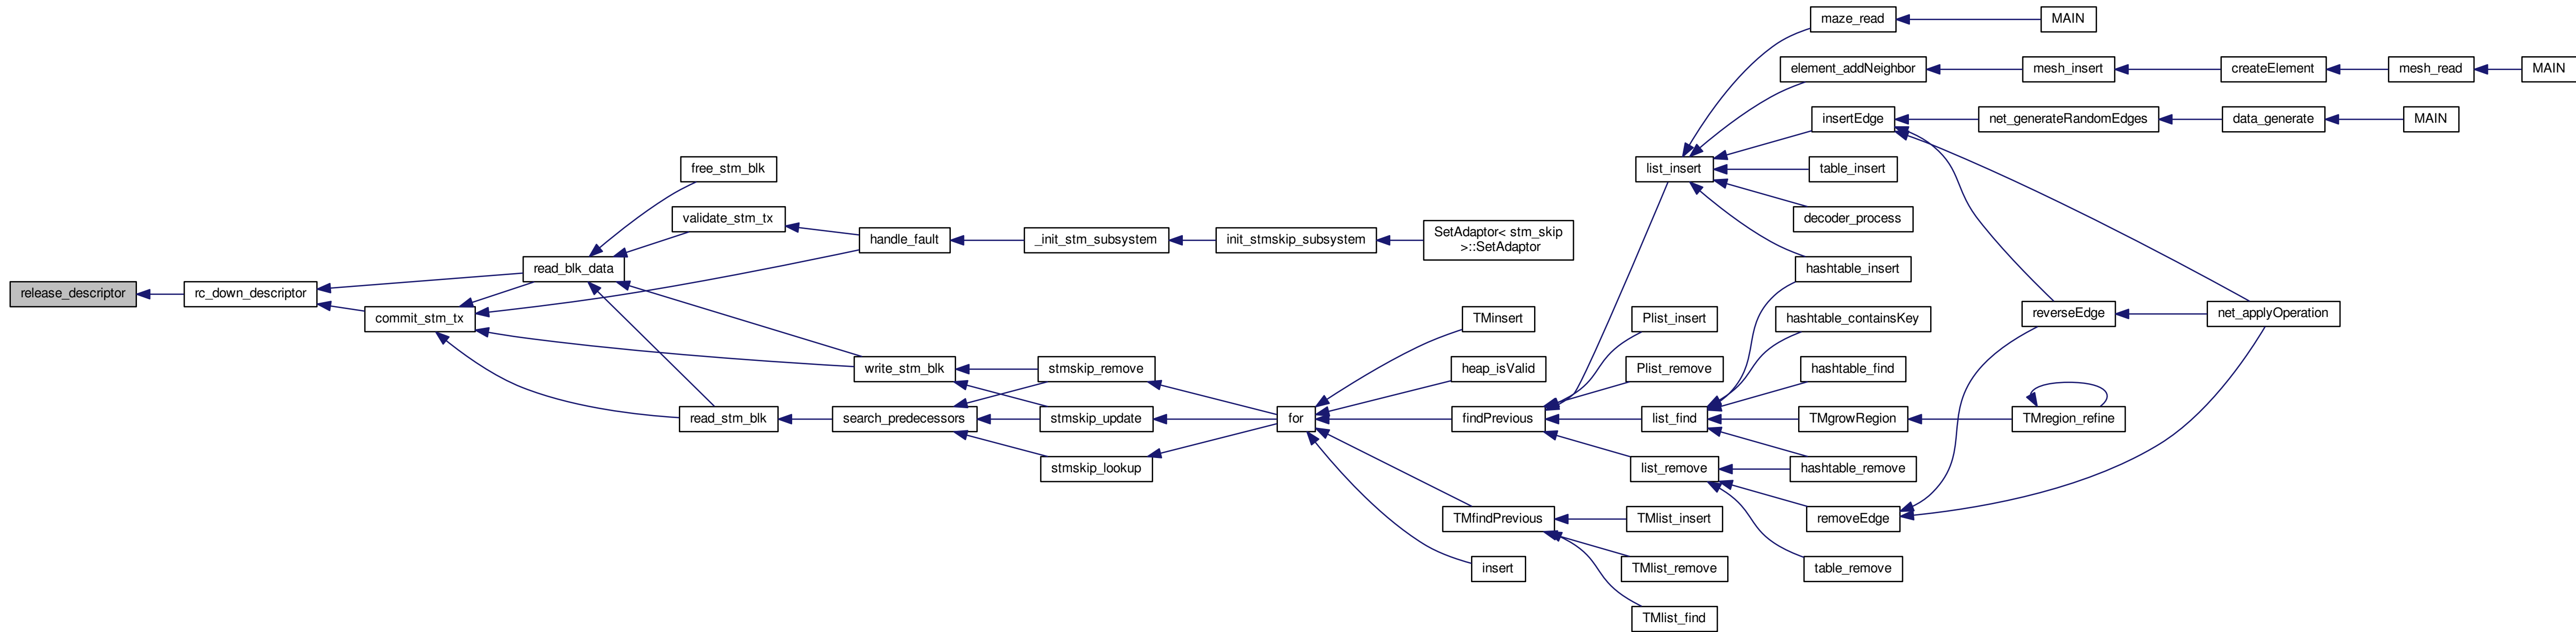 maze_read
MAIN
element_addNeighbor
mesh_insert
createElement
mesh_read
MAIN
insertEdge
net_generateRandomEdges
data_generate
MAIN
free_stm_blk
list_insert
table_insert
validate_stm_tx
decoder_process
handle_fault
_init_stm_subsystem
init_stmskip_subsystem
SetAdaptor< stm_skip
>::SetAdaptor
read_blk_data
hashtable_insert
release_descriptor
rc_down_descriptor
commit_stm_tx
TMinsert
Plist_insert
hashtable_containsKey
reverseEdge
net_applyOperation
write_stm_blk
stmskip_remove
heap_isValid
Plist_remove
hashtable_find
read_stm_blk
search_predecessors
stmskip_update
for
findPrevious
list_find
TMgrowRegion
TMregion_refine
stmskip_lookup
list_remove
hashtable_remove
TMfindPrevious
TMlist_insert
removeEdge
insert
TMlist_remove
table_remove
TMlist_find